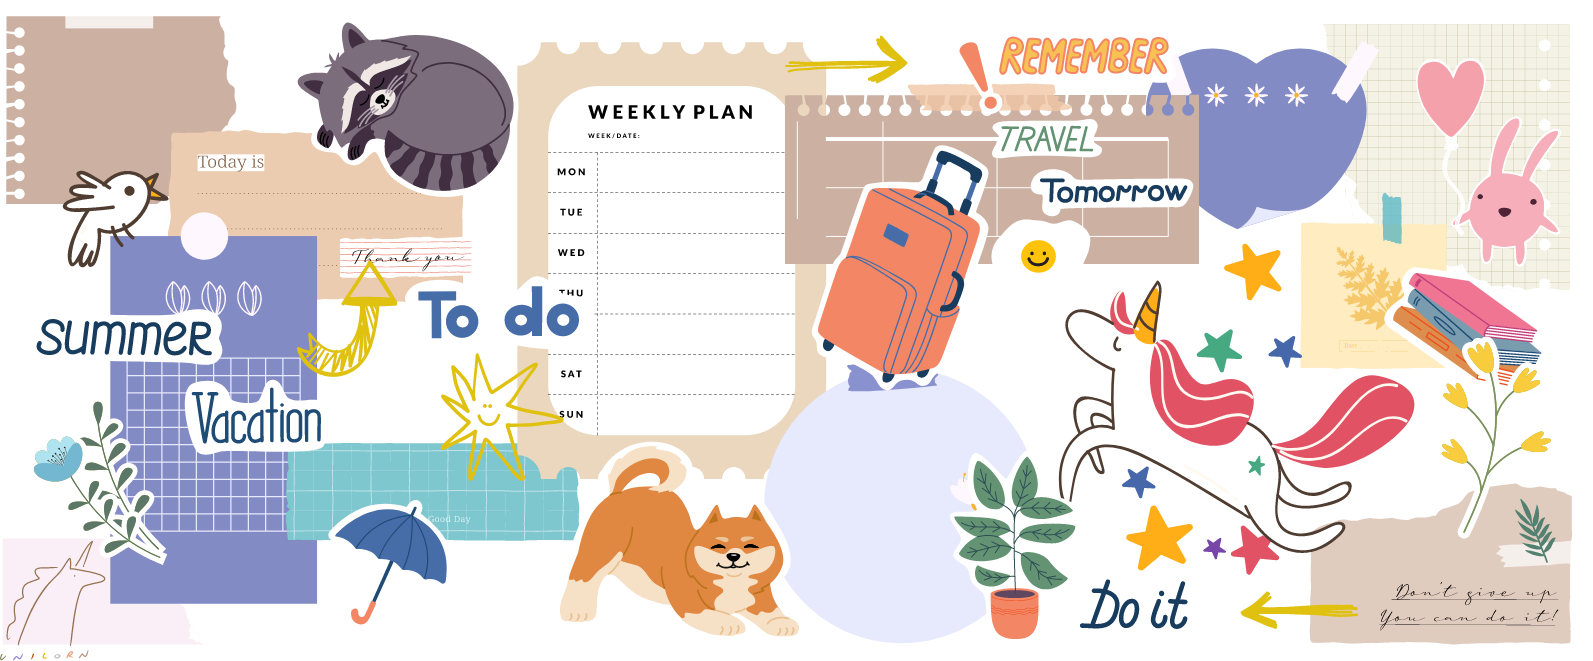 Today is
Thank you
summer
Vacation
Good Day
UNILORN
To do
WEEKLY PLAN
WEEK/DATE:
MON
TUE
WED
THU
SAT
SUN
REMEMBER
TRAVEL
Tomorrow
Do it
Don't give up
You can do it!